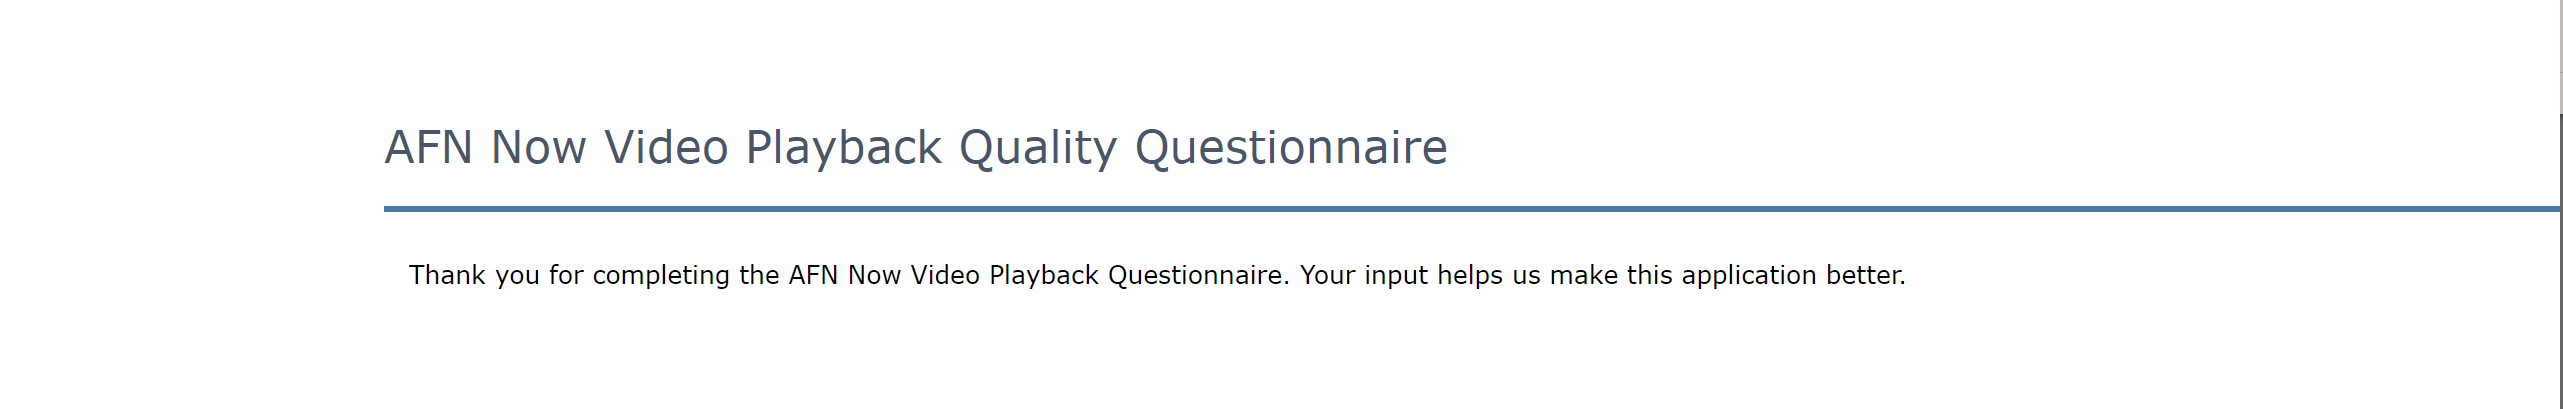 AFN Now Video Playback Quality Questionnaire
Thank you for completing the AFN Now Video Playback Questionnaire. Your input helps us make this application better.